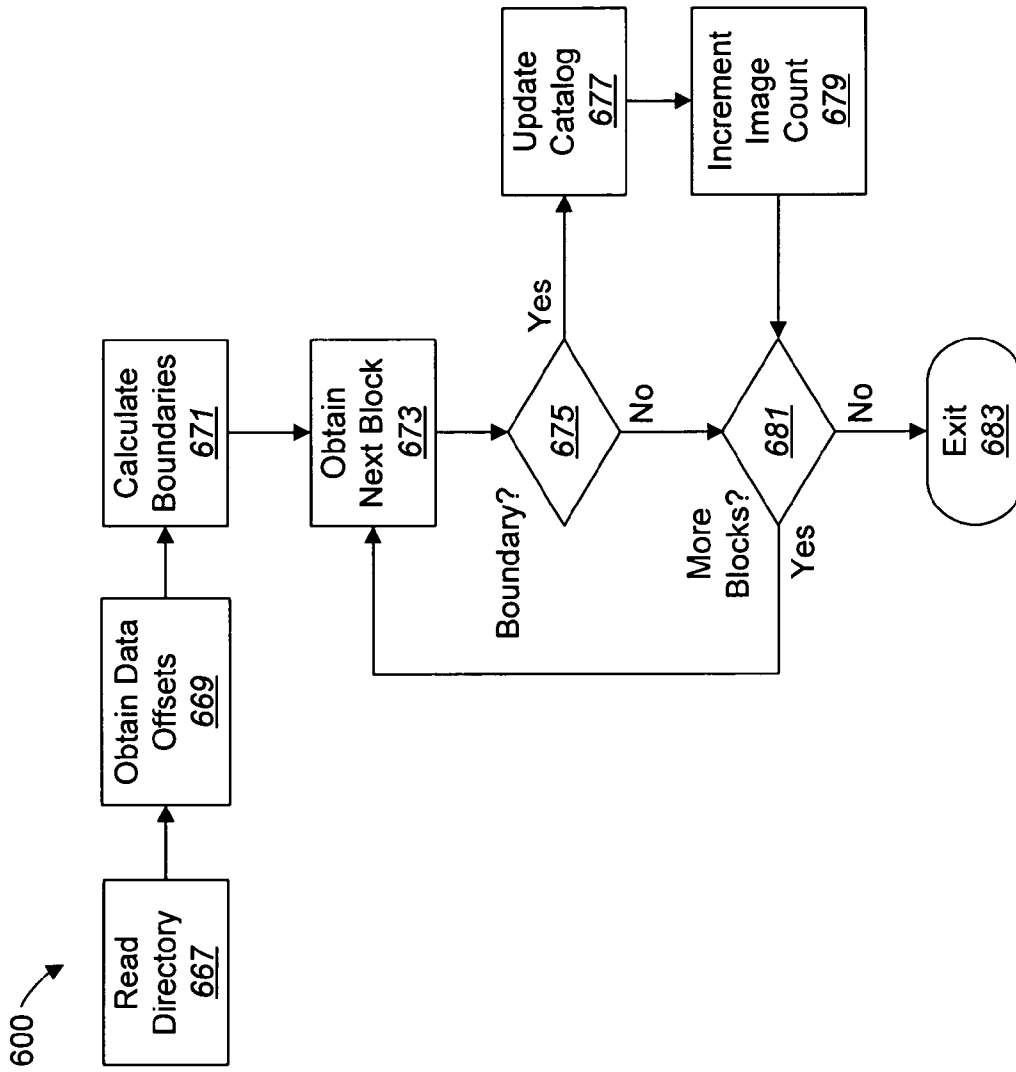 600
Read
Directory
667
Obtain Data
Offsets
669
Calculate
Boundaries
671
Obtain
Next Block
673
Boundary?
675
Yes
No
Update
Catalog
677
Increment
Image
Count
679
More
Blocks?
681
Yes
No
Exit
683